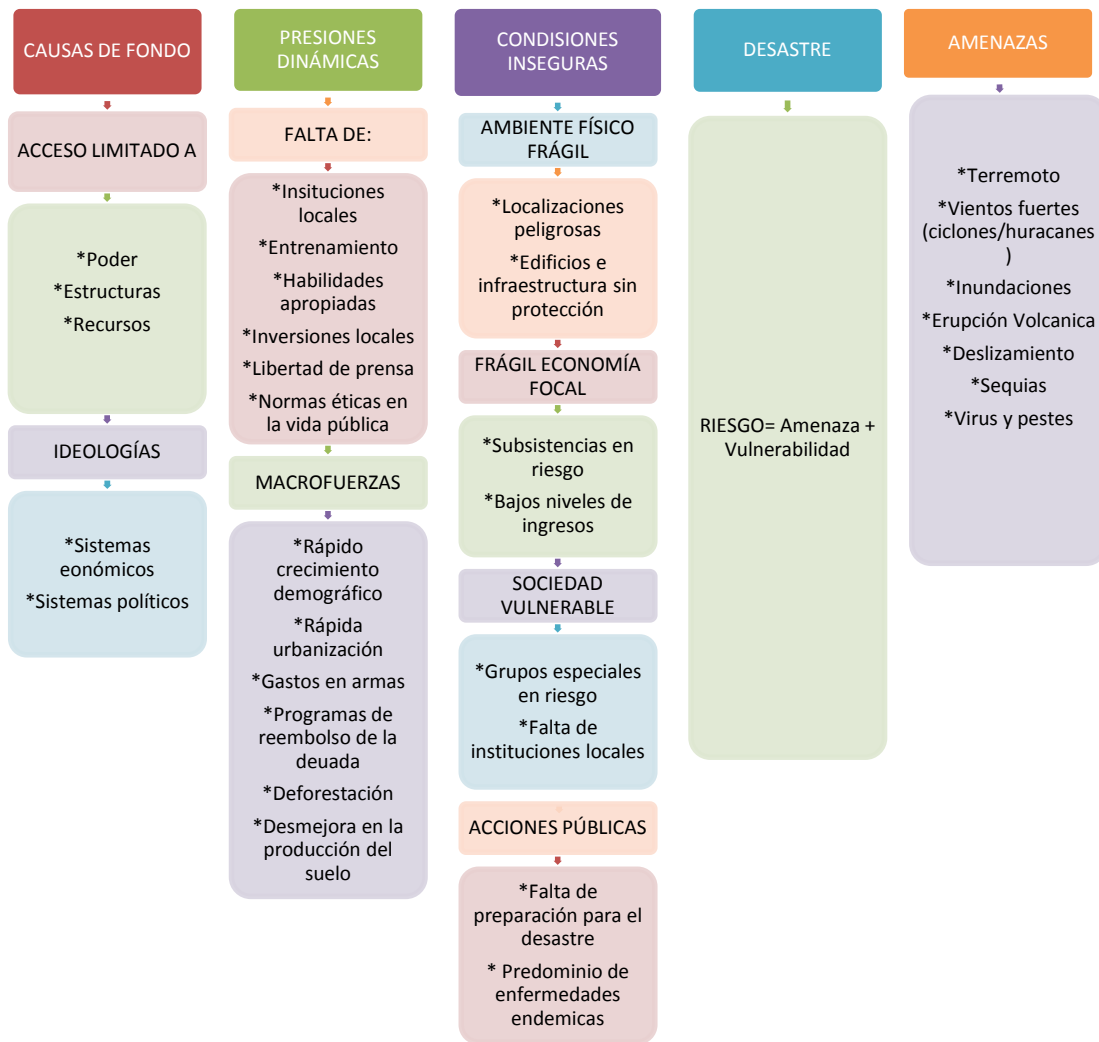 CAUSAS DE FONDO
ACCESO LIMITADO A
*Poder
*Estructuras
*Recursos
IDEOLOGÍAS
*Sistemas
eonómicos
*Sistemas políticos
PRESIONES
DINÁMICAS
FALTA DE:
*Insituciones
locales
*Entrenamiento
*Habilidades
apropiadas
*Inversiones locales
*Libertad de prensa
*Normas éticas en
la vida pública
MACROFUERZAS
*Rápido
crecimiento
demográfico
*Rápida
urbanización
*Gastos en armas
*Programas de
reembolso de la
deuada
*Deforestación
*Desmejora en la
producción del
suelo
CONDISIONES
INSEGURAS
AMBIENTE FÍSICO
FRÁGIL
*Localizaciones
peligrosas
*Edificios e
infraestructura sin
protección
FRÁGIL ECONOMÍA
FOCAL
*Subsistencias en
riesgo
*Bajos niveles de
ingresos
SOCIEDAD
VULNERABLE
*Grupos especiales
en riesgo
*Falta de
instituciones locales
ACCIONES PÚBLICAS
*Falta de
preparación para el
desastre
* Predominio de
enfermedades
endemicas
DESASTRE
RIESGO= Amenaza +
Vulnerabilidad
AMENAZAS
*Terremoto
*Vientos fuertes
(ciclones/huracanes
)
*Inundaciones
*Erupción Volcanica
*Deslizamiento
*Sequias
*Virus y pestes